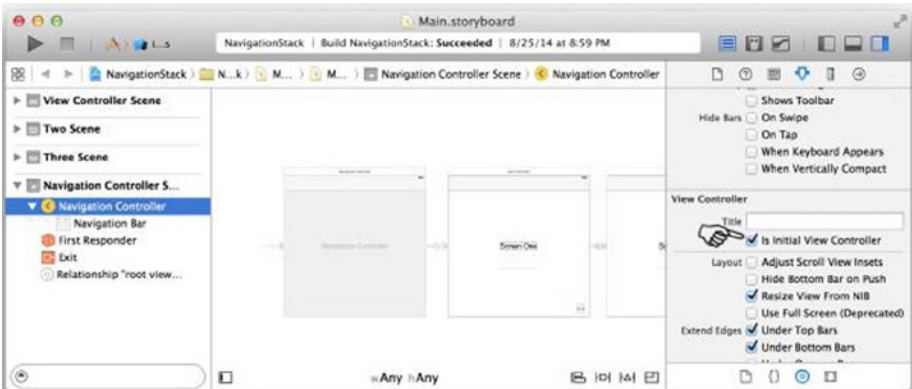 Main.storyboard
NavigationStack | Build NavigationStack: Succeeded | 8/25/14 at 8:59 PM
NavigationStack N...k) M... M... Navigation Controller Scene Navigation Controller
View Controller Scene
Two Scene
Three Scene
Navigation Controller S...
Navigation Controller
Navigation Bar
First Responder
Exit
Relationship "root view...
Navigation Controller
Screen One
wAny hAny
Shows Toolbar
Hide Bars On Swipe
On Tap
When Keyboard Appears
When Vertically Compact
View Controller
Title
Is Initial View Controller
Layout Adjust Scroll View Insets
Hide Bottom Bar on Push
Resize View From NIB
Use Full Screen (Deprecated)
Extend Edges Under Top Bars
Under Bottom Bars